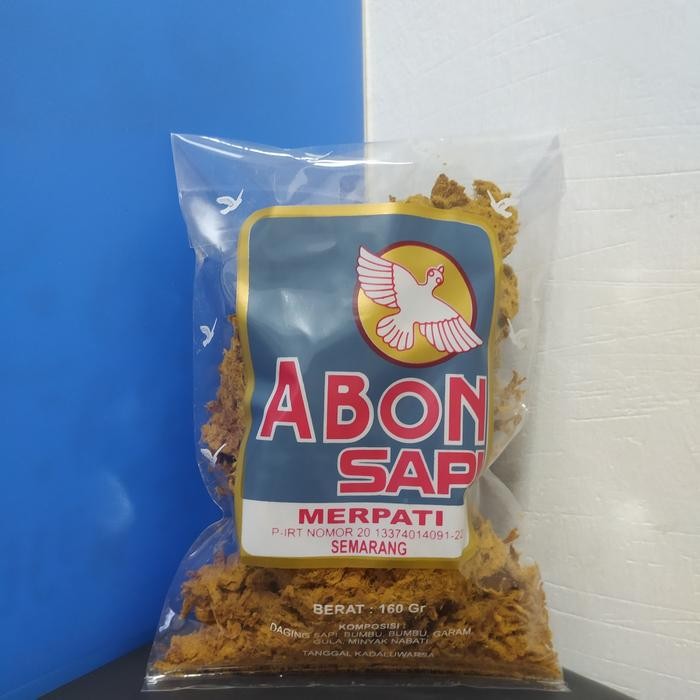 ABON
SAPI
MERPATI
P-IRT NOMOR 20 13374014091-22
SEMARANG
BERAT : 160 Gr
KOMPOSISI :
DAGING SAPI, BUMBU, BUMBU, GARAM,
GULA, MINYAK NABATI
TANGGAL KADALUWARSA